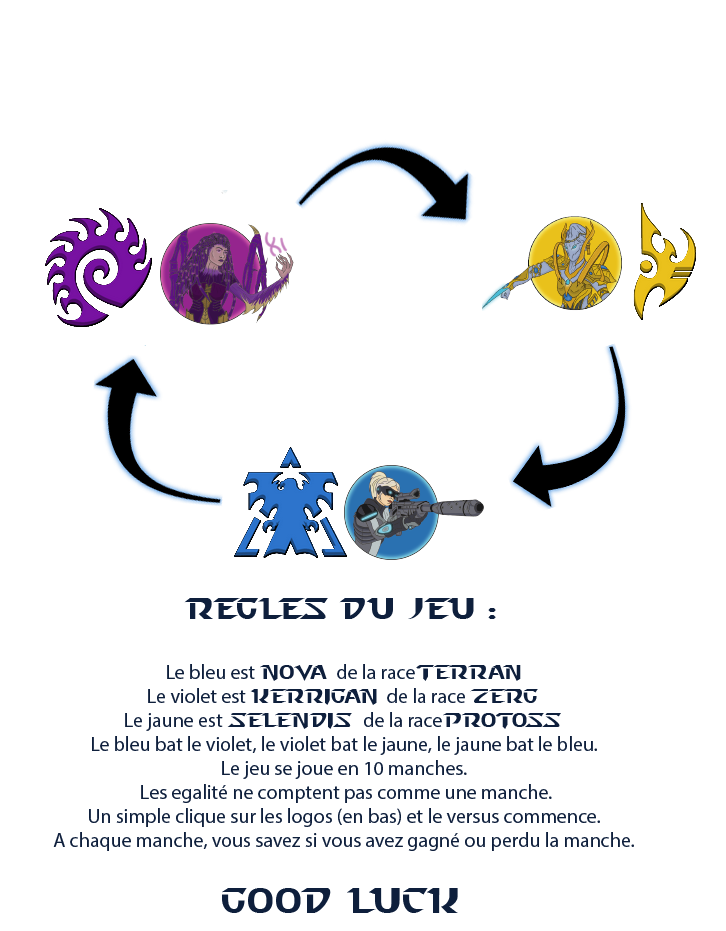 REGLES DU JEU :
Le bleu est NOVA de la race TERRAN
Le violet est KERRIGAN de la race ZERG
Le jaune est SELENDIS de la race PROTOSS
Le bleu bat le violet, le violet bat le jaune, le jaune bat le bleu.
Le jeu se joue en 10 manches.
Les egalité ne comptent pas comme une manche.
Un simple clique sur les logos (en bas) et le versus commence.
A chaque manche, vous savez si vous avez gagné ou perdu la manche.
GOOD LUCK